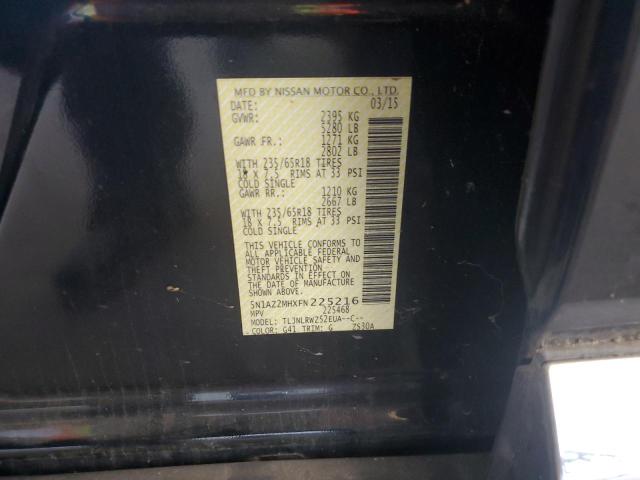 MFD BY NISSAN MOTOR CO., LTD.
DATE: 03/15
GVWR: 2395 KG
5280 LB
GAWR FR.: 1271 KG
2802 LB
WITH 235/65R18 TIRES
18 X 7.5 RIMS AT 33 PSI
COLD SINGLE
GAWR RR.: 1210 KG
2667 LB
WITH 235/65R18 TIRES
18 X 7.5 RIMS AT 33 PSI
COLD SINGLE
THIS VEHICLE CONFORMS TO
ALL APPLICABLE FEDERAL
MOTOR VEHICLE SAFETY AND
THEFT PREVENTION
STANDARDS IN EFFECT ON
THE DATE OF MANUFACTURE
SHOWN ABOVE.
5N1AZ2MHXFN225216
MPV 225468
MODEL: TLJNLRWZ52EUA--C--
COLOR: G41 TRIM: G ZS30A